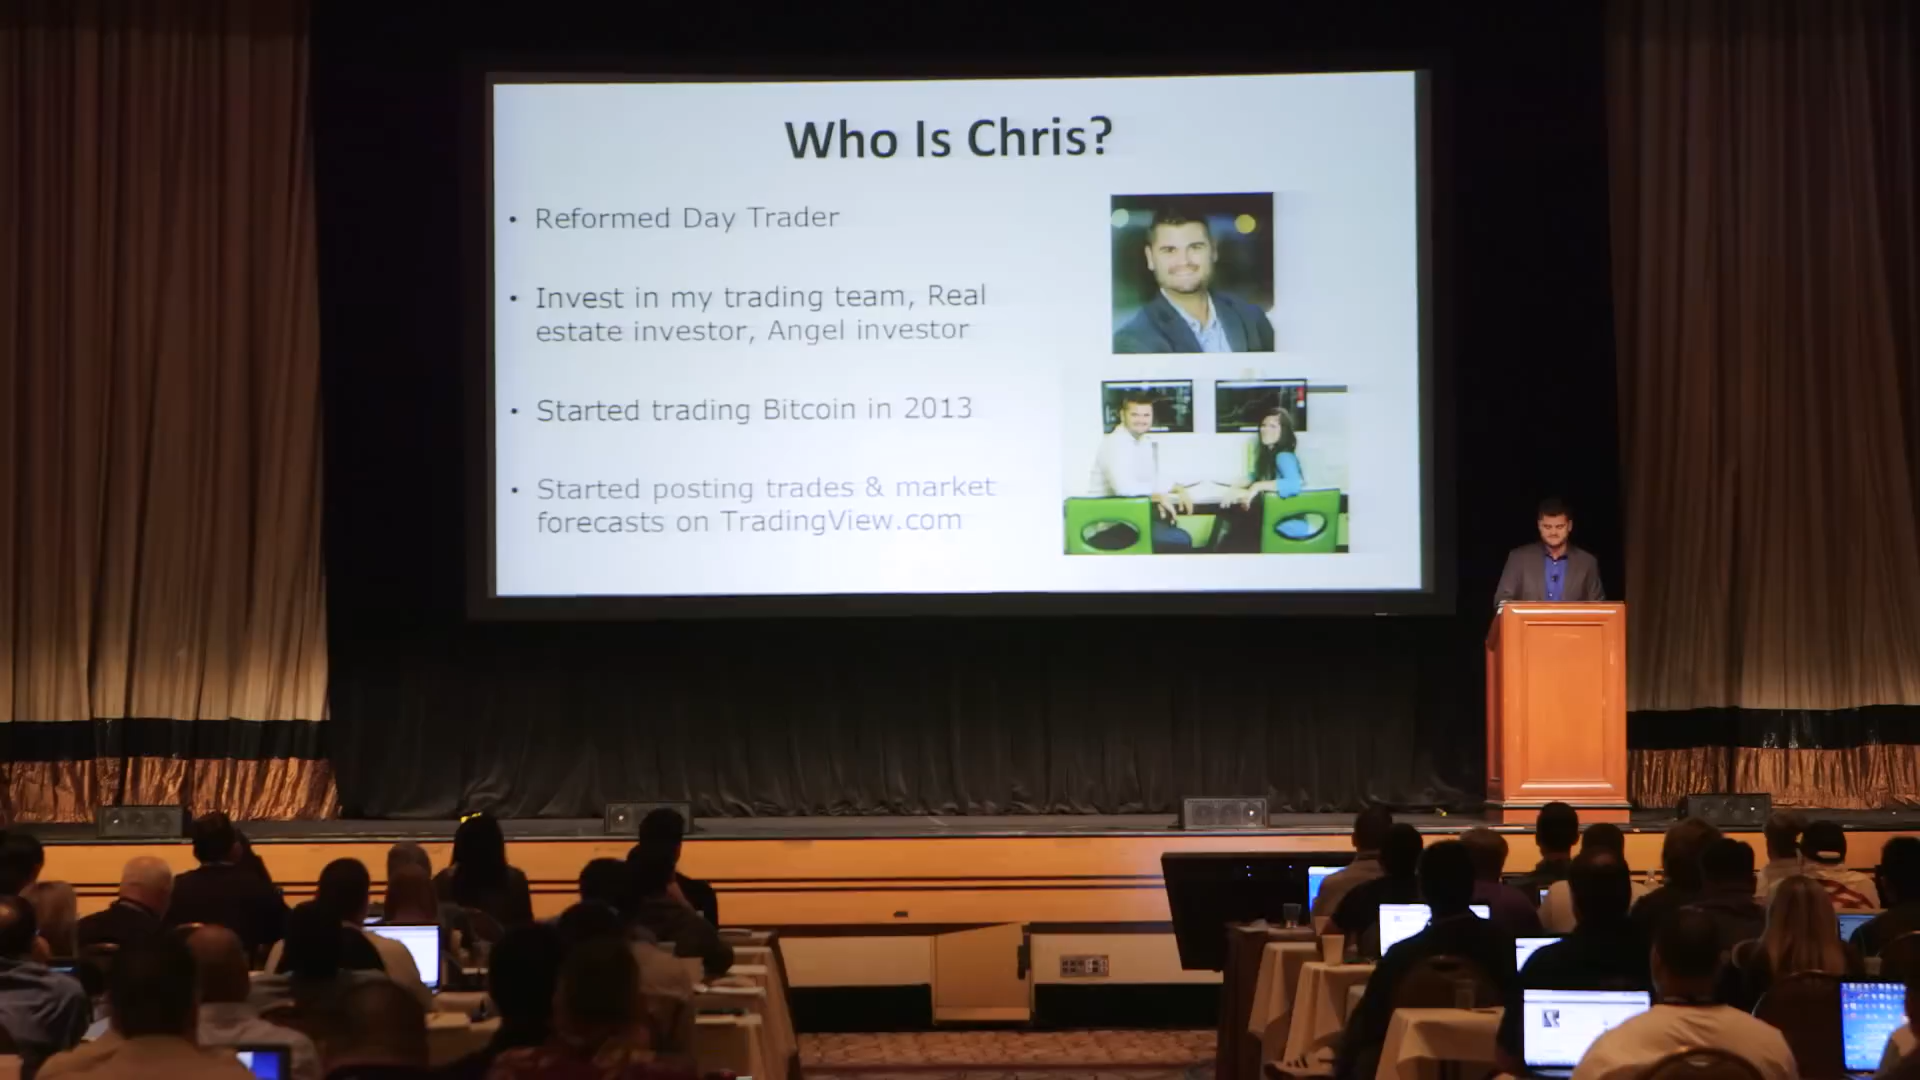 Who Is Chris?
• Reformed Day Trader
• Invest in my trading team, Real
estate investor, Angel investor
• Started trading Bitcoin in 2013
• Started posting trades & market
forecasts on TradingView.com